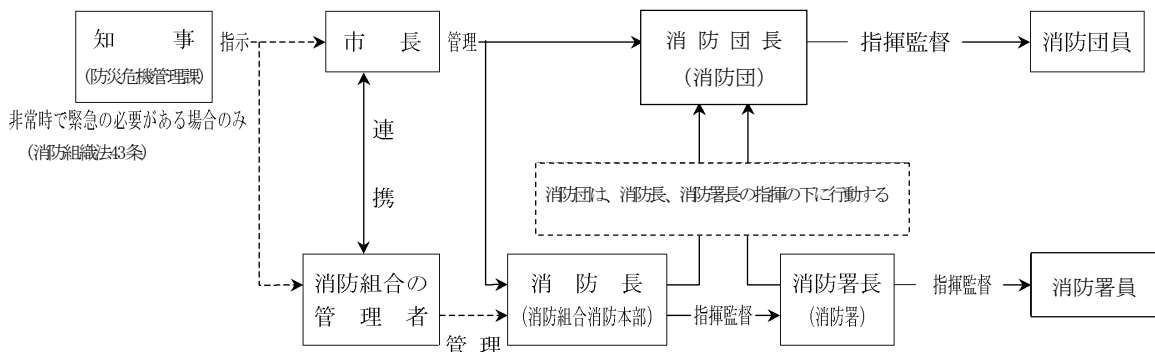 知　事
(防災危機管理課)
指示
市　長
管理
消 防 団 長
(消防団)
指揮監督
消防団員
非常時で緊急の必要がある場合のみ
(消防組織法43条)
連
携
消防団は、消防長、消防署長の指揮の下に行動する
消防組合の
管　理　者
管　理
消　防　長
(消防組合消防本部)
指揮監督
消防署長
(消防署)
指揮監督
消防署員